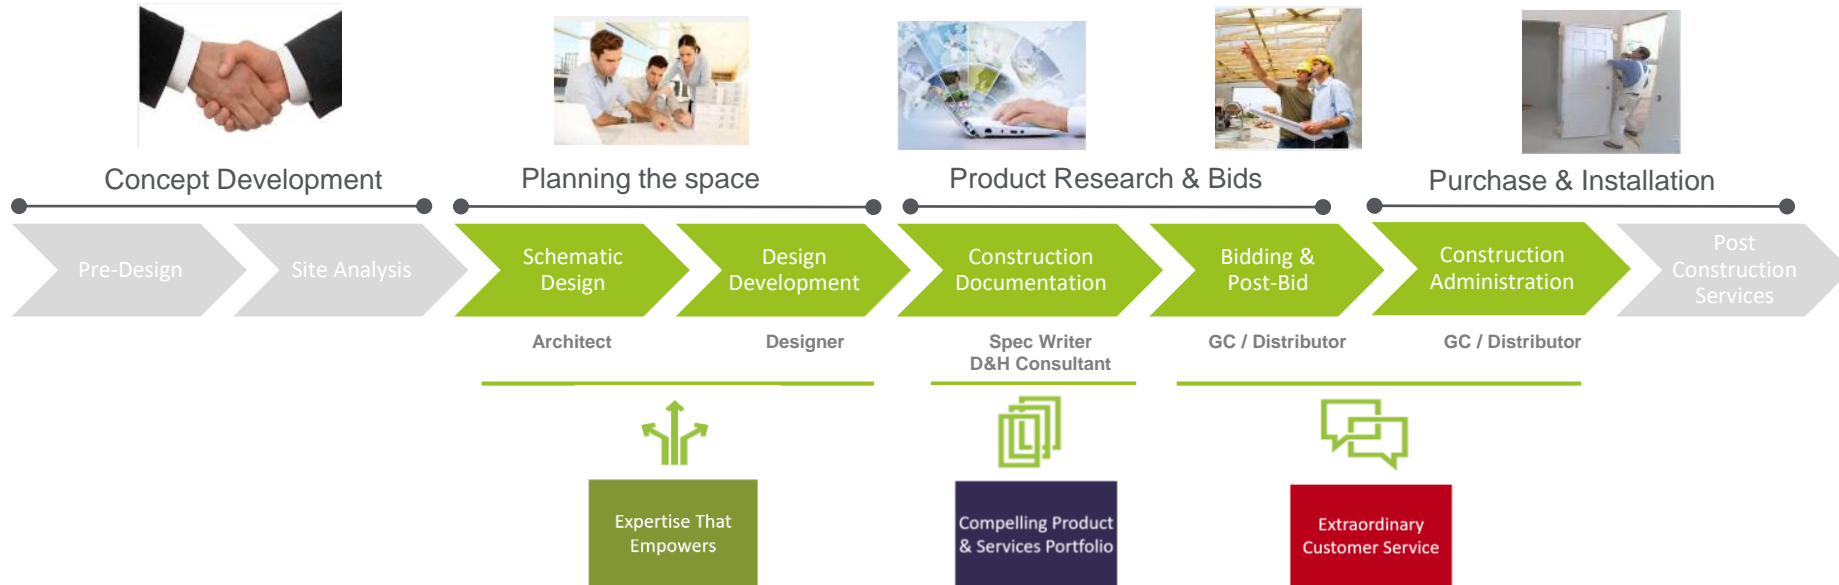 Concept Development
Planning the space
Product Research & Bids
Purchase & Installation
Pre-Design
Site Analysis
Schematic
Design
Design
Development
Construction
Documentation
Bidding &
Post-Bid
Construction
Administration
Post
Construction
Services
Architect
Designer
Spec Writer
D&H Consultant
GC / Distributor
GC / Distributor
Expertise That
Empowers
Compelling Product
& Services Portfolio
Extraordinary
Customer Service